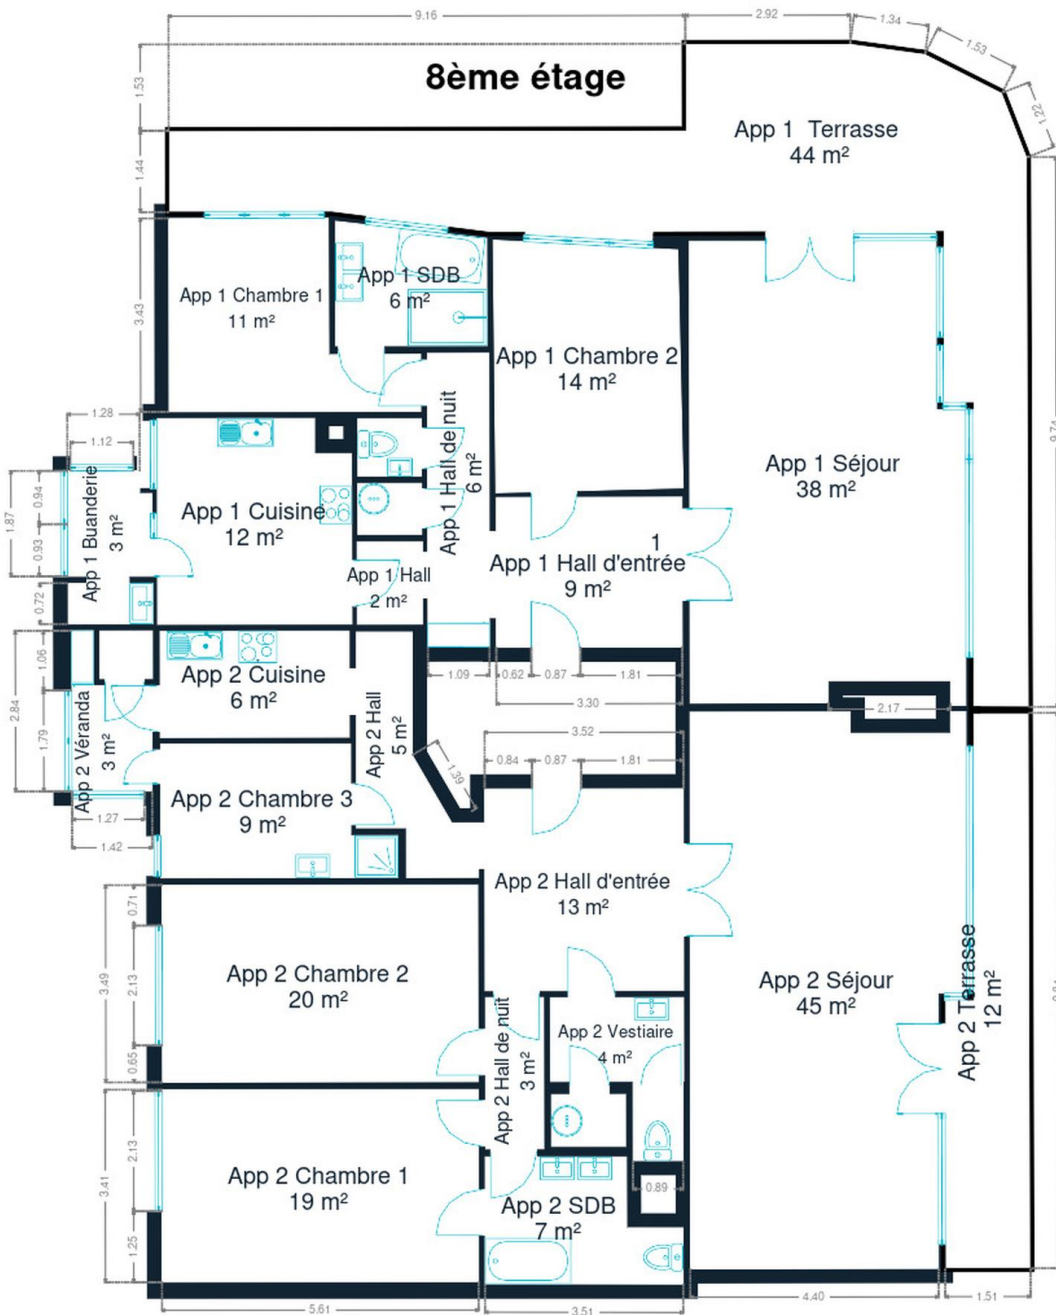 9.16
2.92
1.34
1.53
1.22
1.53
1.44
8ème étage
App 1 Terrasse
44 m²
3.43
App 1 Chambre 1
11 m²
App 1 SDB
6 m²
App 1 Chambre 2
14 m²
App 1 Séjour
38 m²
9.74
1.28
1.12
1.87
0.94
0.93
0.72
App 1 Buanderie
3 m²
App 1 Cuisine
12 m²
App 1 Hall de nuit
6 m²
App 1 Hall
2 m²
1
App 1 Hall d'entrée
9 m²
1.09
0.62
0.87
1.81
3.30
3.52
0.84
0.87
1.81
1.39
2.17
2.84
1.06
1.79
App 2 Véranda
3 m²
App 2 Cuisine
6 m²
App 2 Hall
5 m²
App 2 Chambre 3
9 m²
1.27
1.42
App 2 Hall d'entrée
13 m²
3.49
0.71
2.13
0.65
App 2 Chambre 2
20 m²
App 2 Séjour
45 m²
App 2 Terrasse
12 m²
App 2 Hall de nuit
3 m²
App 2 Vestiaire
4 m²
3.41
2.13
1.25
App 2 Chambre 1
19 m²
App 2 SDB
7 m²
0.89
5.61
3.51
4.40
1.51